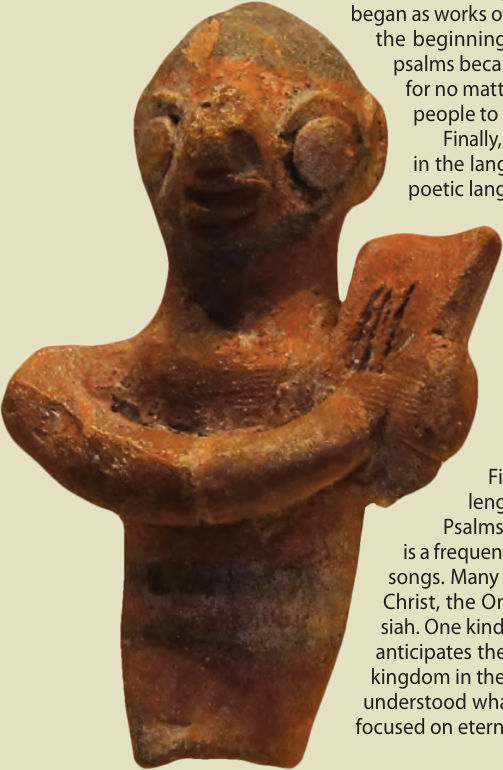 began as works o
the beginning
psalms beca
for no matt
people to
Finally,
in the lang
poetic lang
Fi
leng
Psalms
is a frequen
songs. Many
Christ, the On
siah. One kind
anticipates the
kingdom in the
understood wha
focused on etern